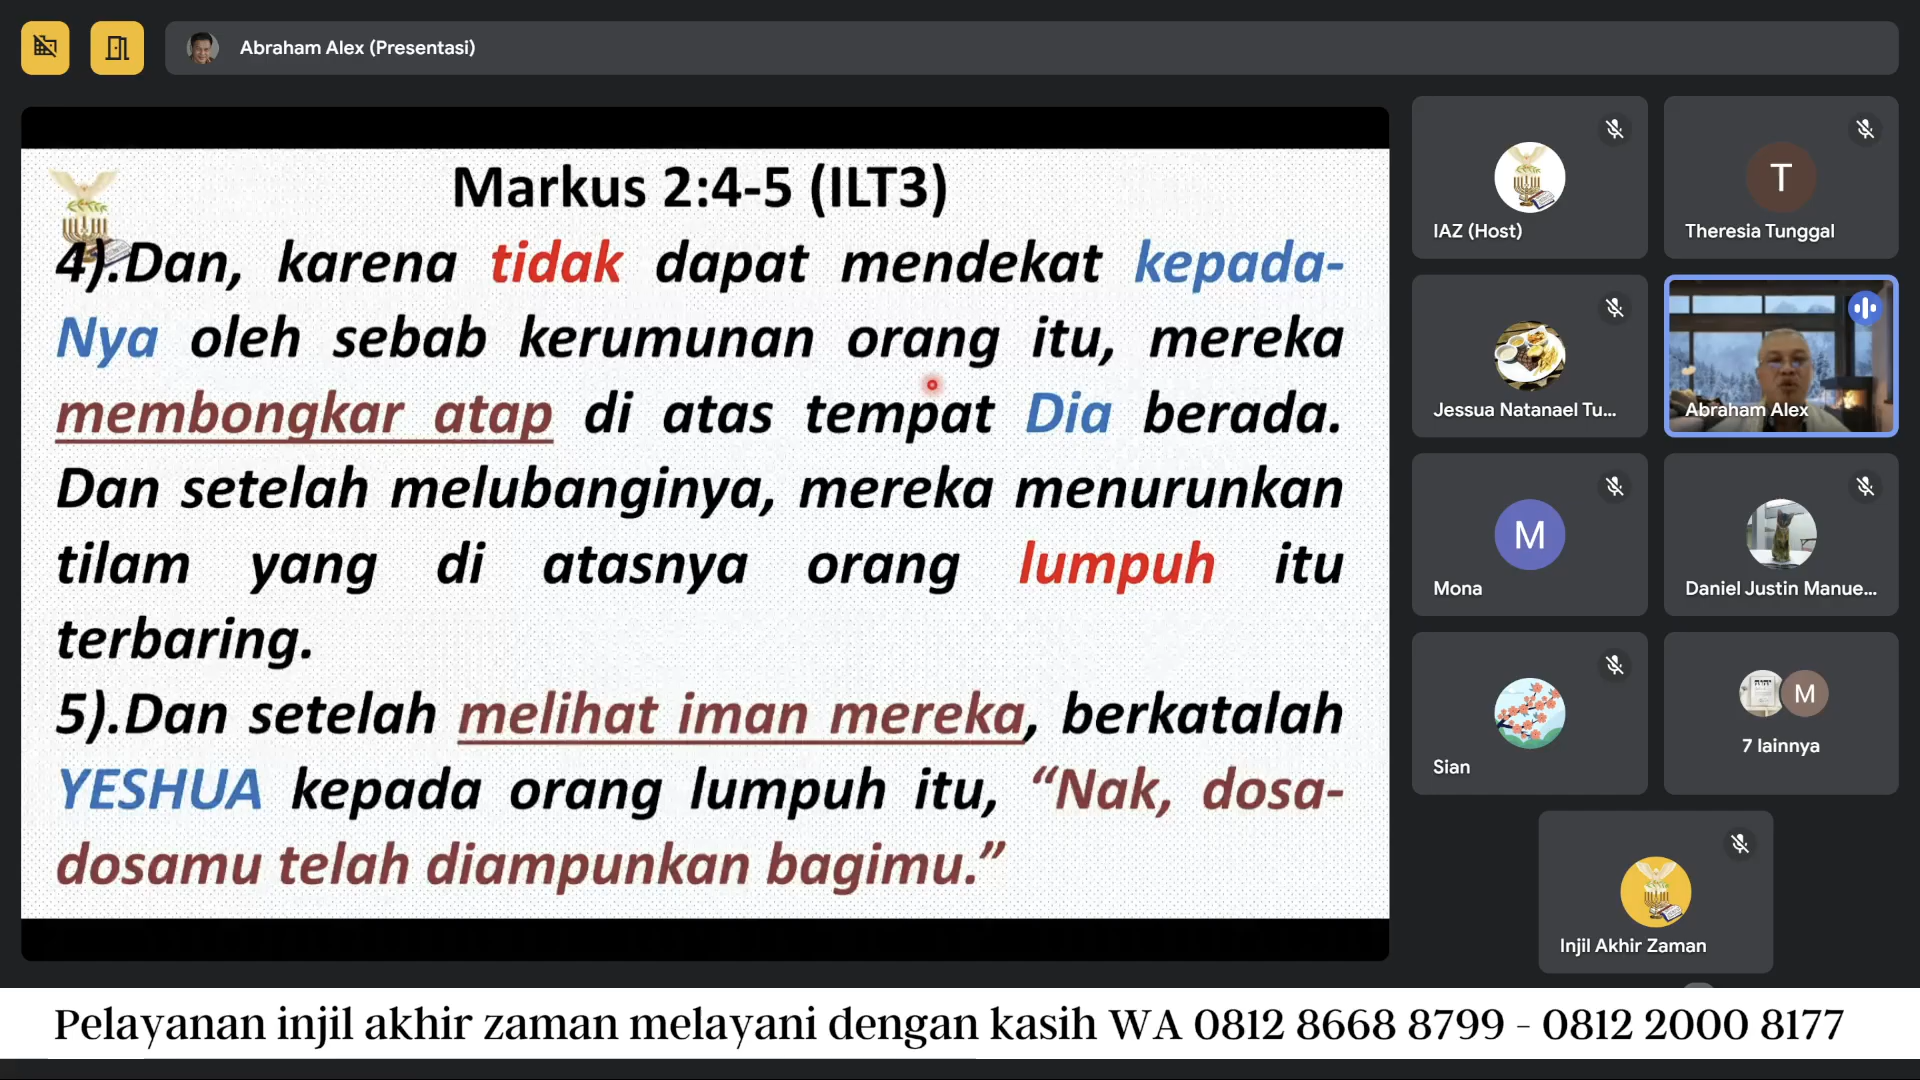 Abraham Alex (Presentasi)
Markus 2:4-5 (ILT3)
4).Dan, karena tidak dapat mendekat kepada-
Nya oleh sebab kerumunan orang itu, mereka
membongkar atap di atas tempat Dia berada.
Dan setelah melubanginya, mereka menurunkan
tilam yang di atasnya orang lumpuh itu
terbaring.
5).Dan setelah melihat iman mereka, berkatalah
YESHUA kepada orang lumpuh itu, “Nak, dosa-
dosamu telah diampunkan bagimu.”
IAZ (Host)
T
Theresia Tunggal
Jessua Natanael Tu...
Abraham Alex
M
Mona
Daniel Justin Manue...
Sian
יהוה
M
7 lainnya
Injil Akhir Zaman
Pelayanan injil akhir zaman melayani dengan kasih WA 0812 8668 8799 - 0812 2000 8177